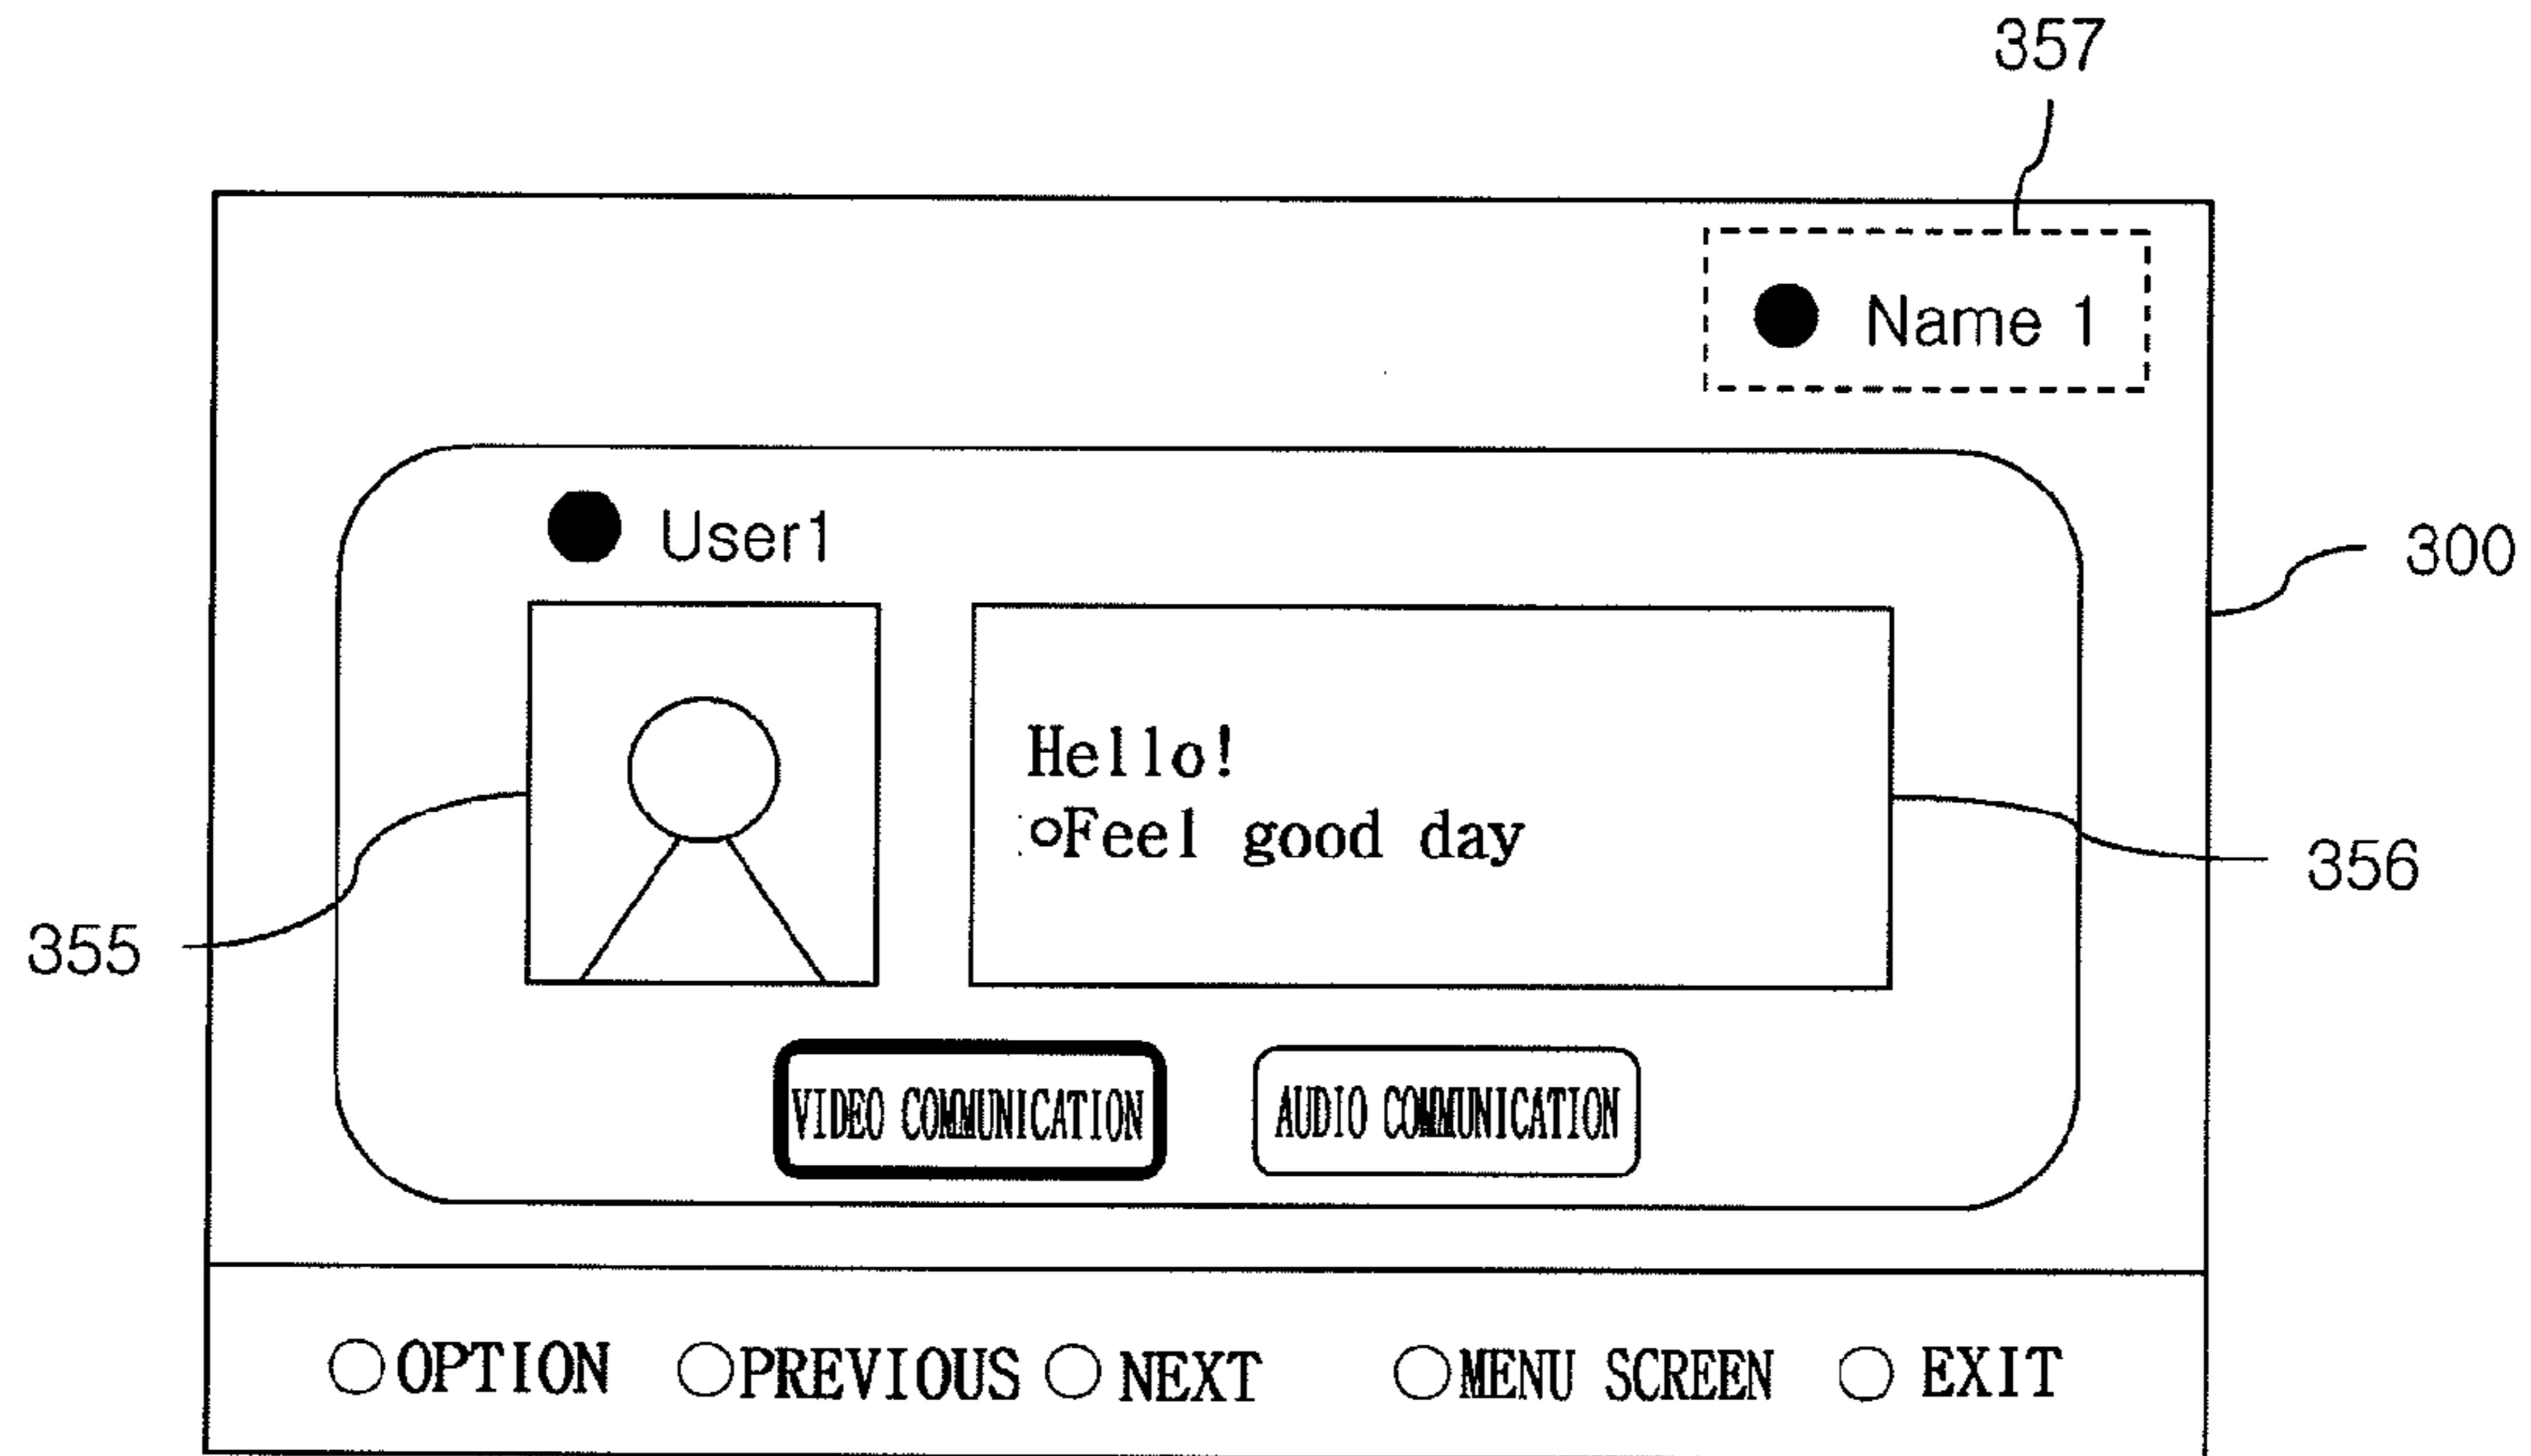 357
● Name 1
● User1
300
Hello!
○Feel good day
356
355
VIDEO COMMUNICATION
AUDIO COMMUNICATION
○OPTION ○PREVIOUS ○ NEXT ○MENU SCREEN ○ EXIT